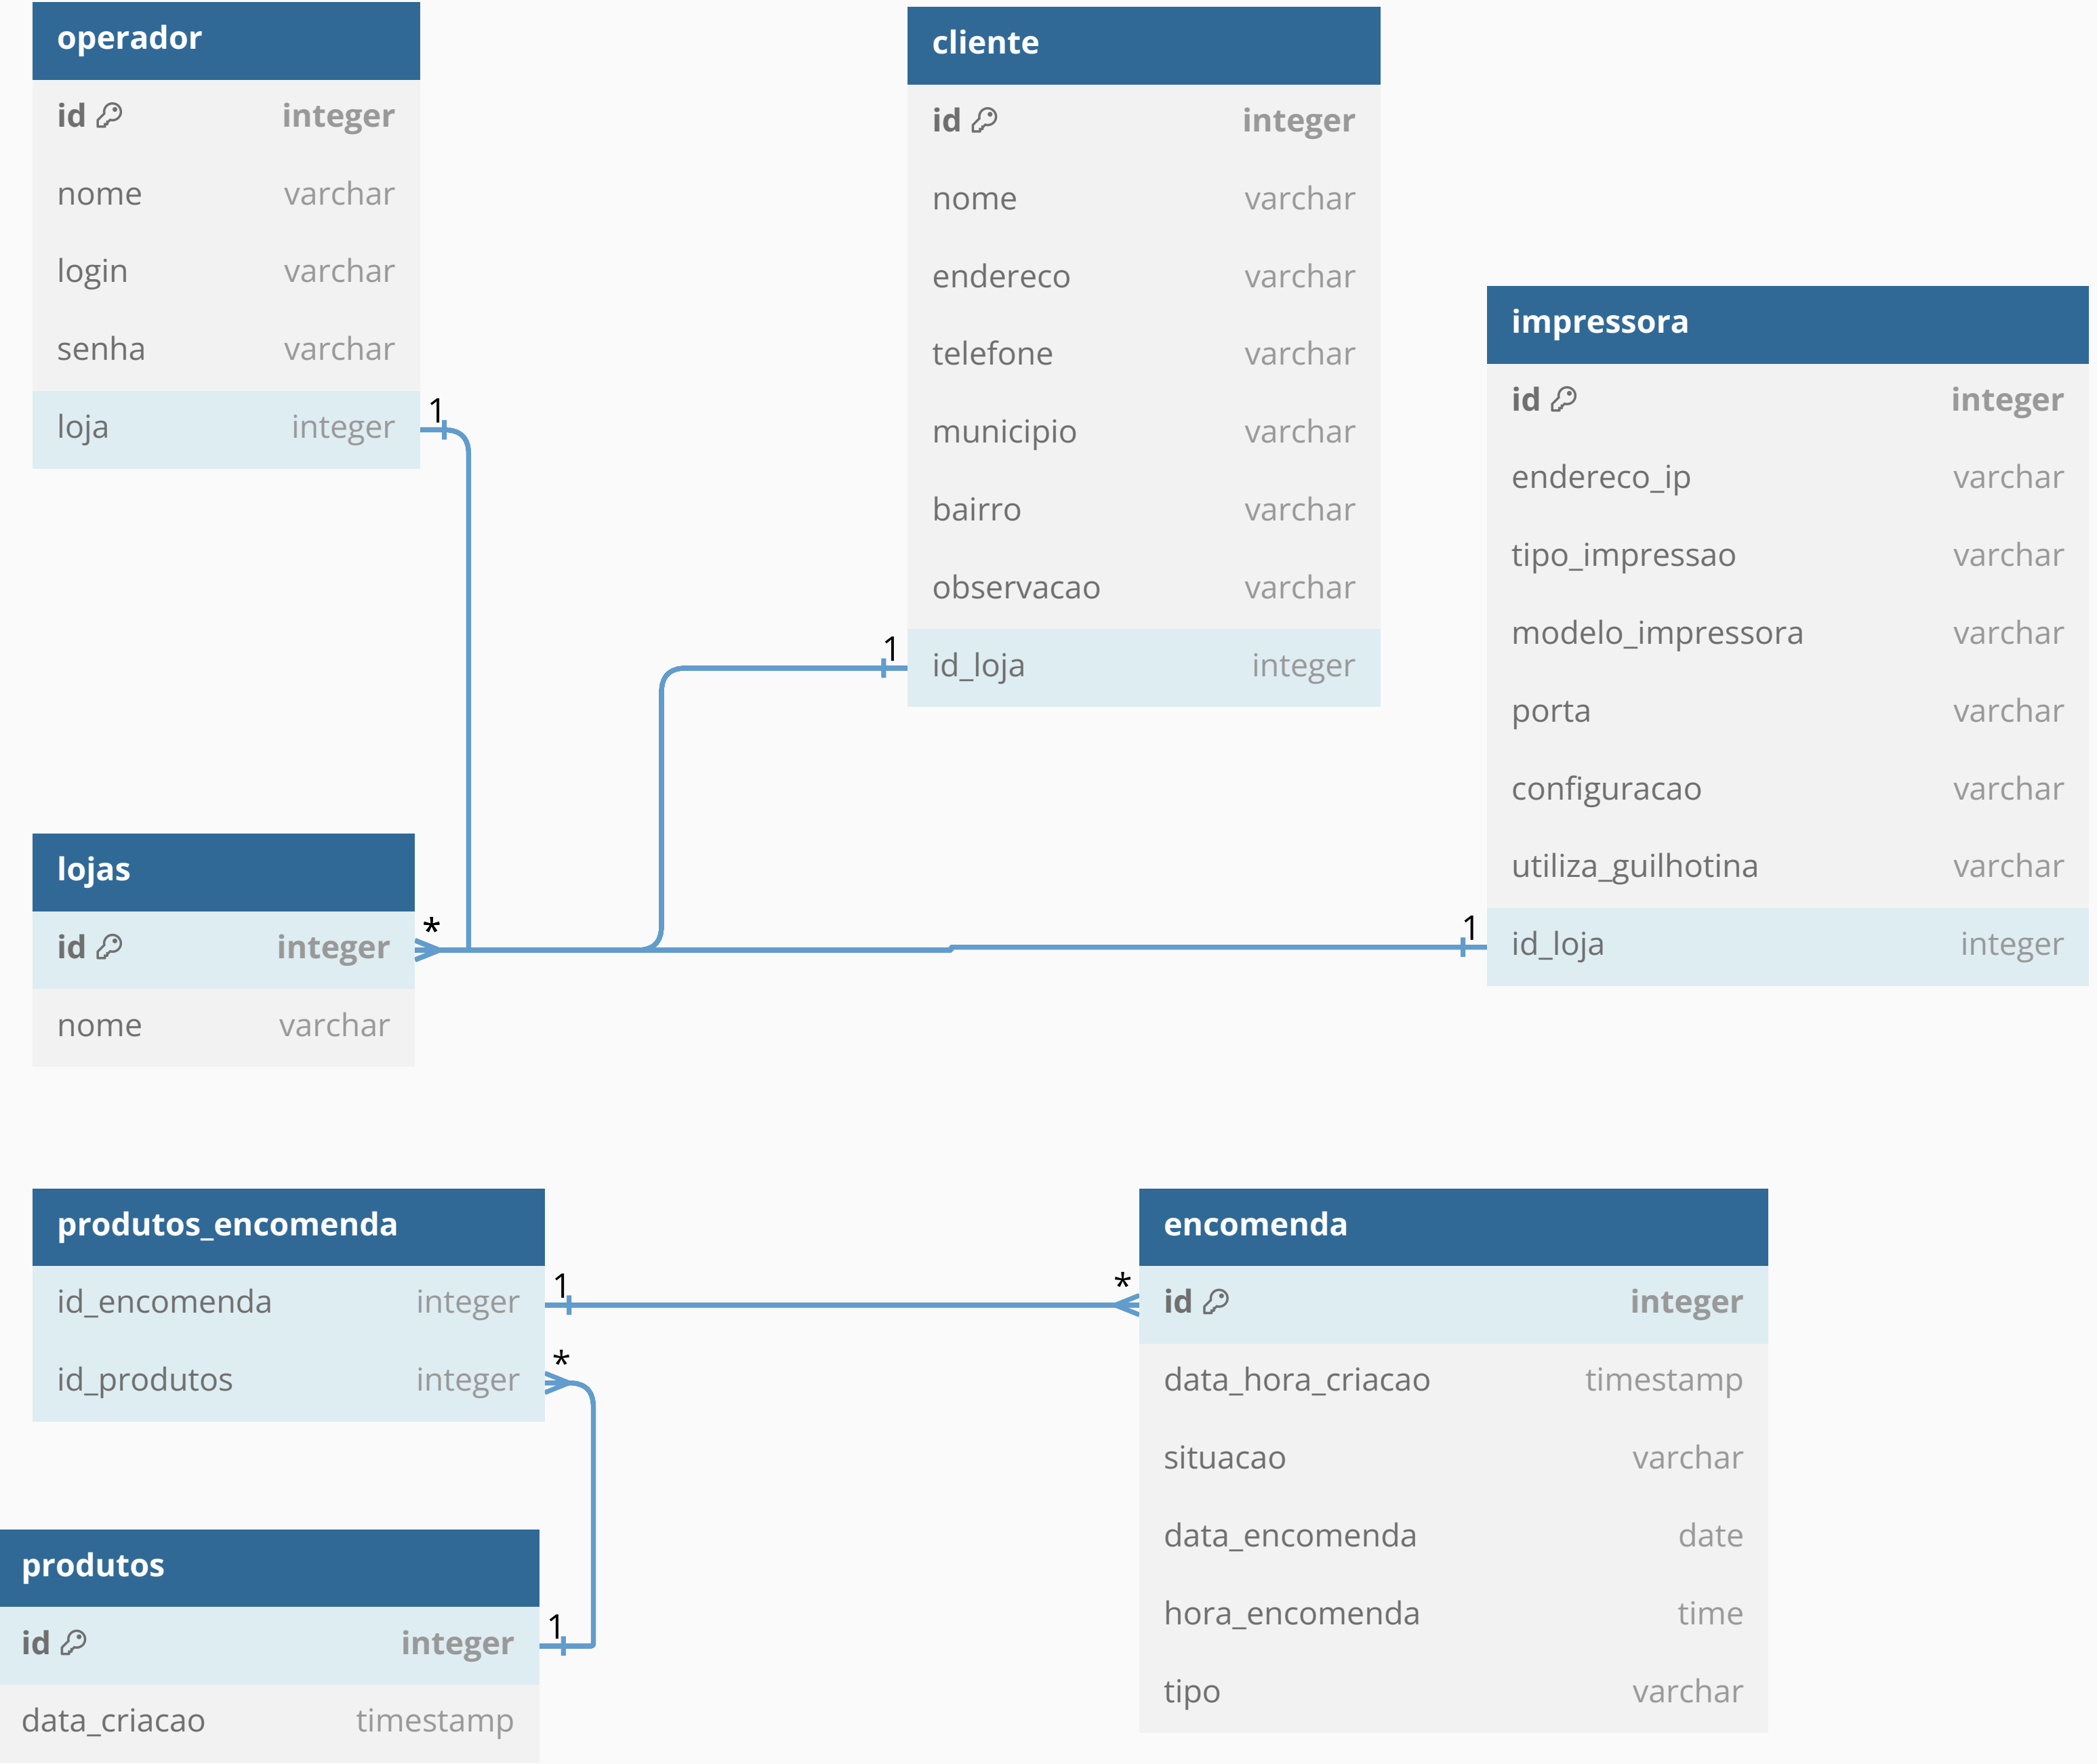 operador
id integer
nome varchar
login varchar
senha varchar
loja integer
1
cliente
id integer
nome varchar
endereco varchar
telefone varchar
municipio varchar
bairro varchar
observacao varchar
1
id_loja integer
impressora
id integer
endereco_ip varchar
tipo_impressao varchar
modelo_impressora varchar
porta varchar
configuracao varchar
utiliza_guilhotina varchar
1
id_loja integer
lojas
*
id integer
nome varchar
produtos_encomenda
1
id_encomenda integer
*
id_produtos integer
encomenda
*
id integer
data_hora_criacao timestamp
situacao varchar
data_encomenda date
hora_encomenda time
tipo varchar
produtos
1
id integer
data_criacao timestamp